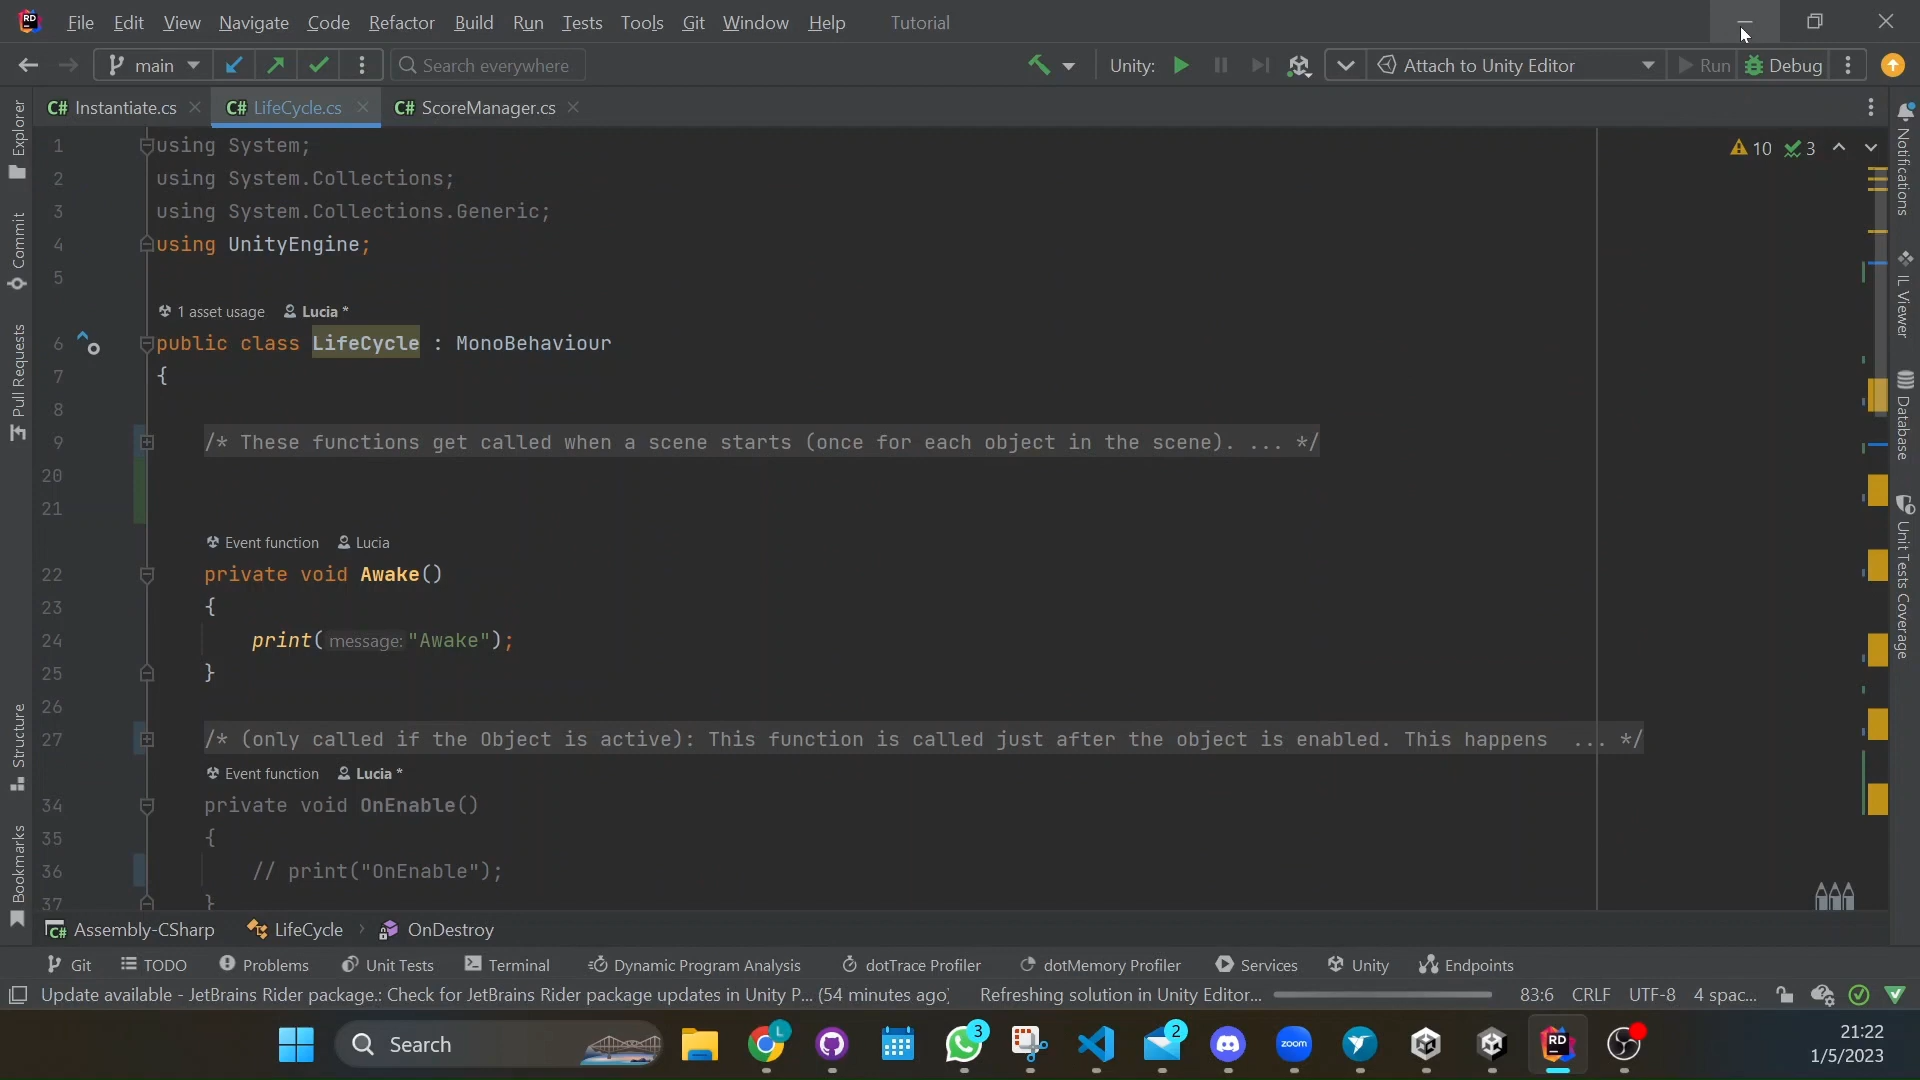 RD File Edit View Navigate Code Refactor Build Run Tests Tools Git Window Help Tutorial
main Search everywhere Unity: Attach to Unity Editor Run Debug
C# Instantiate.cs C# LifeCycle.cs C# ScoreManager.cs
1 using System;
10 3
2 using System.Collections;
3 using System.Collections.Generic;
4 using UnityEngine;
5
1 asset usage Lucia *
6 public class LifeCycle : MonoBehaviour
7 {
8
9 /* These functions get called when a scene starts (once for each object in the scene). ... */
20
21
Event function Lucia
22 private void Awake()
23 {
24 print( message: "Awake");
25 }
26
27 /* (only called if the Object is active): This function is called just after the object is enabled. This happens ... */
Event function Lucia *
34 private void OnEnable()
35 {
36 // print("OnEnable");
37 }
Explorer
Commit
Pull Requests
Structure
Bookmarks
Notifications
IL Viewer
Database
Unit Tests Coverage
C# Assembly-CSharp LifeCycle OnDestroy
Git TODO Problems Unit Tests Terminal Dynamic Program Analysis dotTrace Profiler dotMemory Profiler Services Unity Endpoints
Update available - JetBrains Rider package.: Check for JetBrains Rider package updates in Unity P... (54 minutes ago) Refreshing solution in Unity Editor... 83:6 CRLF UTF-8 4 spac...
Search L 3 2 zoom RD 21:22
1/5/2023